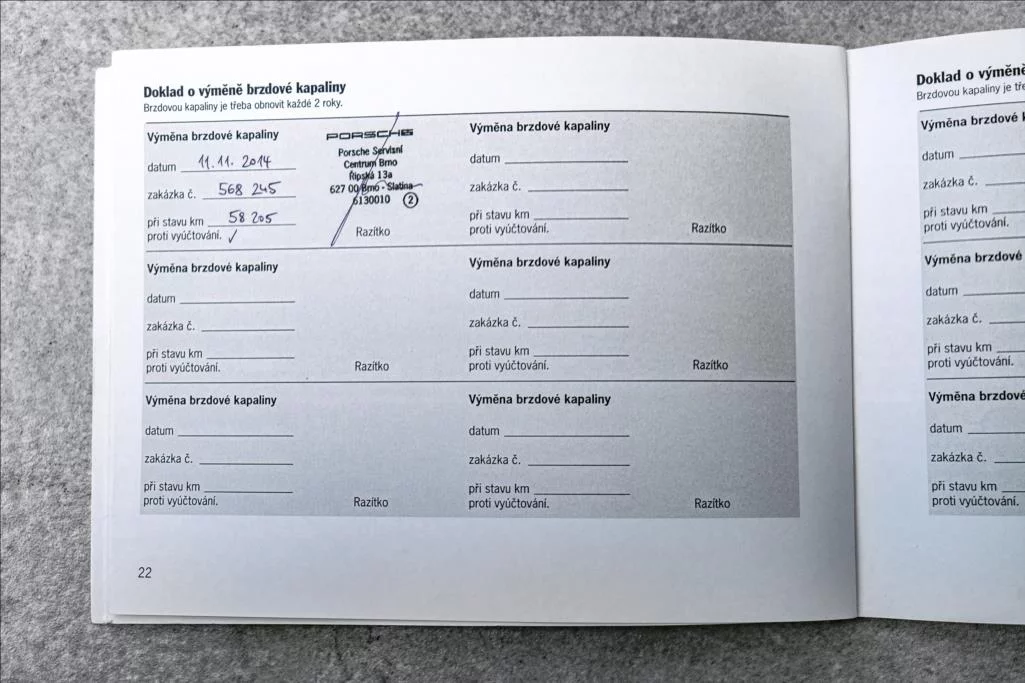 Doklad o výměně brzdové kapaliny
Brzdovou kapaliny je třeba obnovit každé 2 roky.
Výměna brzdové kapaliny
datum 11.11. 2014
zakázka č. 568 245
při stavu km 58 205
proti vyúčtování. ✓
PORSCHE
Porsche Servisní
Centrum Brno
Řipská 13a
627 00 Brno - Slatina
6130010 2
Razítko
Výměna brzdové kapaliny
datum
zakázka č.
při stavu km
proti vyúčtování.
Razítko
Výměna brzdové kapaliny
datum
zakázka č.
při stavu km
proti vyúčtování.
Razítko
Výměna brzdové kapaliny
datum
zakázka č.
při stavu km
proti vyúčtování.
Razítko
Výměna brzdové kapaliny
datum
zakázka č.
při stavu km
proti vyúčtování.
Razítko
Výměna brzdové kapaliny
datum
zakázka č.
při stavu km
proti vyúčtování.
Razítko
22
Doklad o výměně
Brzdovou kapaliny je
Výměna brzdové
datum
zakázka č.
při stavu km
proti vyúčtování.
Výměna brzdové
datum
zakázka č.
při stavu km
proti vyúčtování.
Výměna brzdové
datum
zakázka č.
při stavu km
proti vyúčtování.